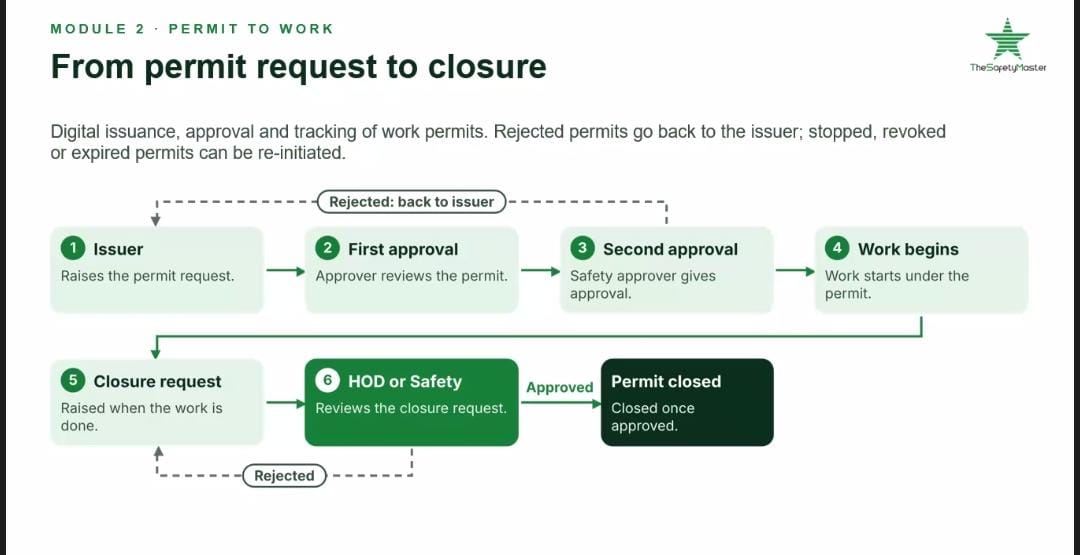 MODULE 2 · PERMIT TO WORK
From permit request to closure
TheSafetyMaster
Digital issuance, approval and tracking of work permits. Rejected permits go back to the issuer; stopped, revoked
or expired permits can be re-initiated.
Rejected: back to issuer
1 Issuer
Raises the permit request.
2 First approval
Approver reviews the permit.
3 Second approval
Safety approver gives
approval.
4 Work begins
Work starts under the
permit.
5 Closure request
Raised when the work is
done.
6 HOD or Safety
Reviews the closure request.
Approved
Permit closed
Closed once
approved.
Rejected